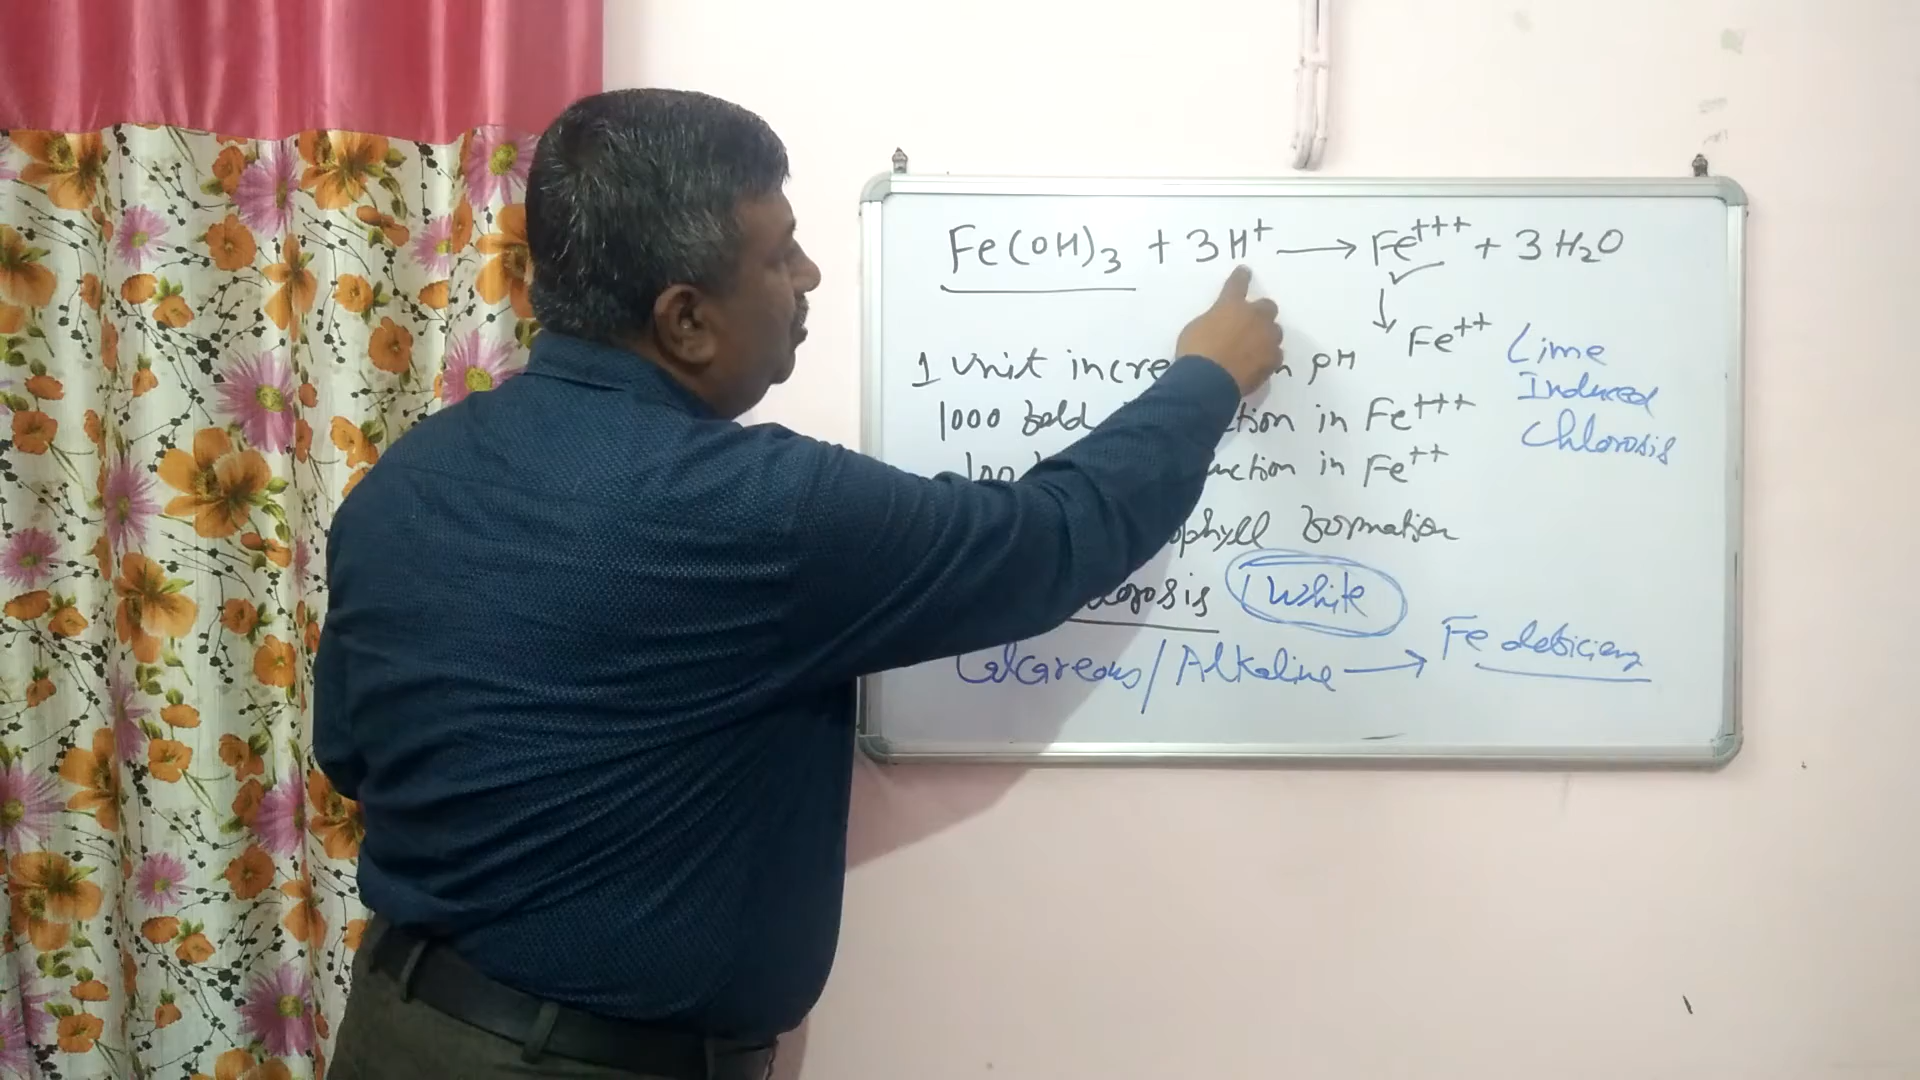 Fe(OH)3 + 3H+ → Fe+++ + 3H2O
↓ Fe++
1 Unit incre n pH
1000 fold ction in Fe+++
100 uction in Fe++
ophyll formation
orosis White
Calcareous/Alkaline → Fe deficiency
Lime
Induced
Chlorosis